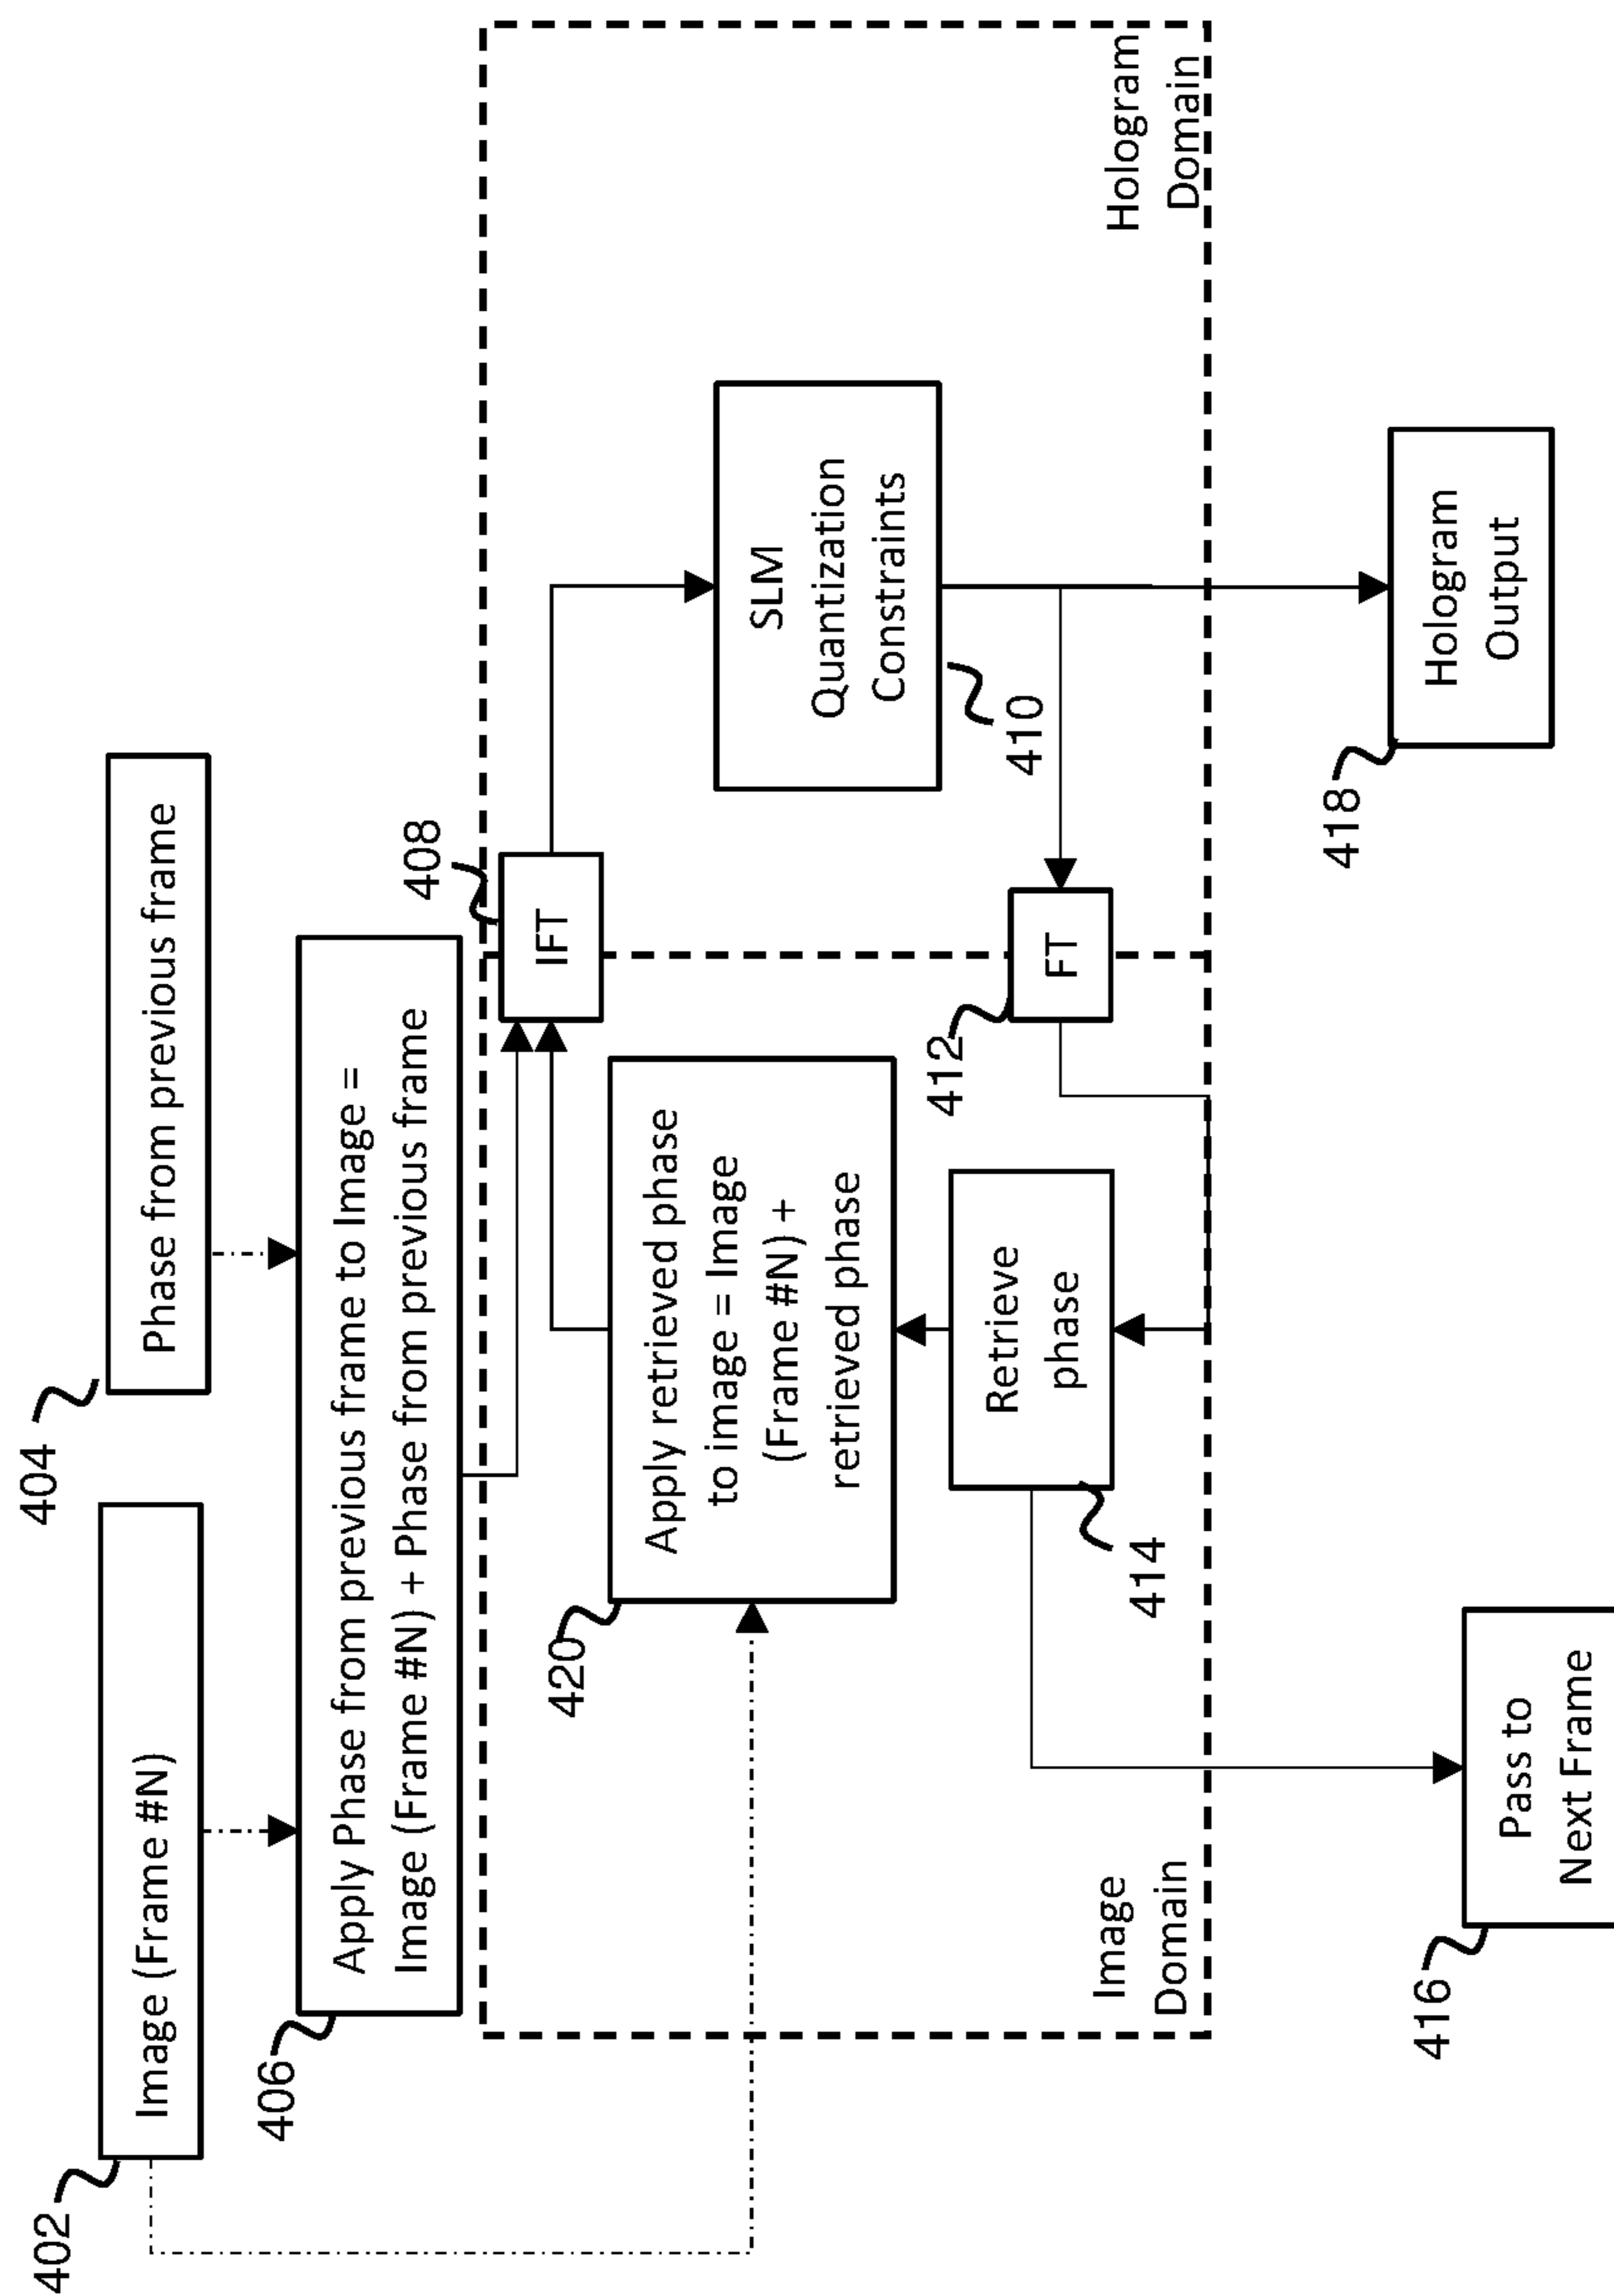 402
Image (Frame #N)
404
Phase from previous frame
406
Apply Phase from previous frame to Image =
Image (Frame #N) + Phase from previous frame
408
IFT
420
Apply retrieved phase
to image = Image
(Frame #N) +
retrieved phase
SLM
Quantization
Constraints
410
412
FT
Retrieve
phase
414
Image
Domain
Hologram
Domain
416
Pass to
Next Frame
418
Hologram
Output